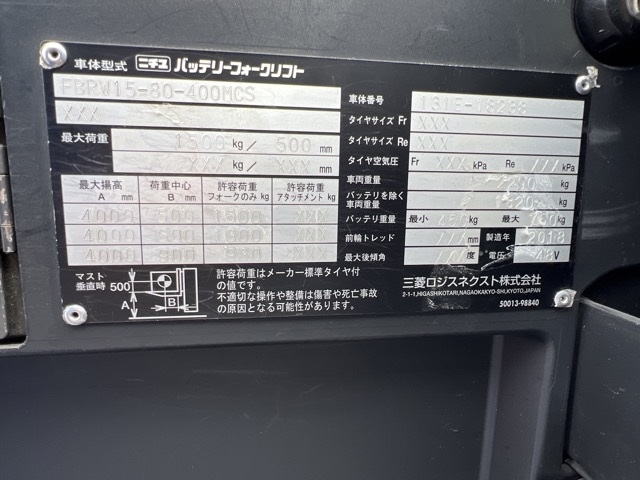 車体型式 ニチユ バッテリーフォークリフト
FBRW15-80-400MCS
XXX
最大荷重 1500 kg／ 500 mm
XXX kg／ XXX mm
最大揚高 A mm 荷重中心 B mm 許容荷重 フォークのみ kg 許容荷重 アタッチメント kg
4000 500 1500 XXX
4000 600
4000
マスト垂直時 500 A B
許容荷重はメーカー標準タイヤ付の値です。
不適切な操作や整備は傷害や死亡事故の原因となる可能性があります。
車体番号
タイヤサイズ Fr XXX
タイヤサイズ Re XXX
タイヤ空気圧 Fr XXX kPa Re /// kPa
車両重量 kg
バッテリを除く車両重量 kg
バッテリ重量 最小 kg 最大 kg
前輪トレッド /// mm 製造年 2018
最大後傾角 /// 度 電圧 48 V
三菱ロジスネクスト株式会社
2-1-1,HIGASHIKOTARI,NAGAOKAKYO-SHI,KYOTO,JAPAN
50013-98840